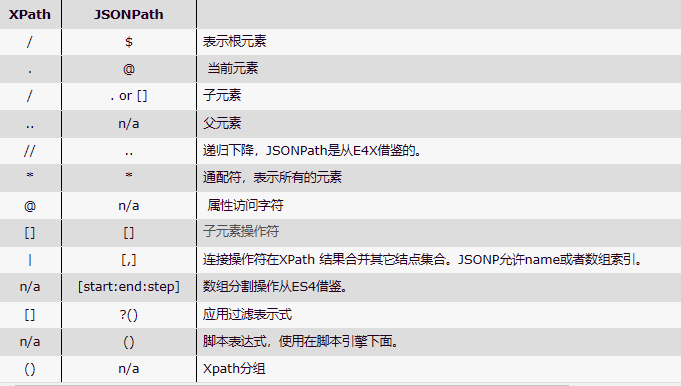 XPath JSONPath
/ $ 表示根元素
. @ 当前元素
/ . or [] 子元素
.. n/a 父元素
// .. 递归下降，JSONPath是从E4X借鉴的。
* * 通配符，表示所有的元素
@ n/a 属性访问字符
[] [] 子元素操作符
| [,] 连接操作符在XPath 结果合并其它结点集合。JSONP允许name或者数组索引。
n/a [start:end:step] 数组分割操作从ES4借鉴。
[] ?() 应用过滤表示式
n/a () 脚本表达式，使用在脚本引擎下面。
() n/a Xpath分组